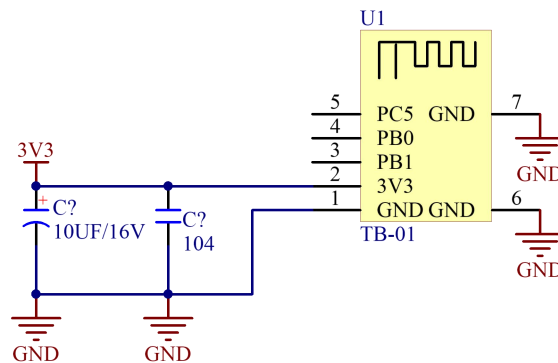 U1
5 PC5 GND 7
4 PB0
3 PB1
3V3
2 3V3
1 GND GND 6
TB-01
GND
GND
+ C?
10UF/16V
C?
104
GND
GND